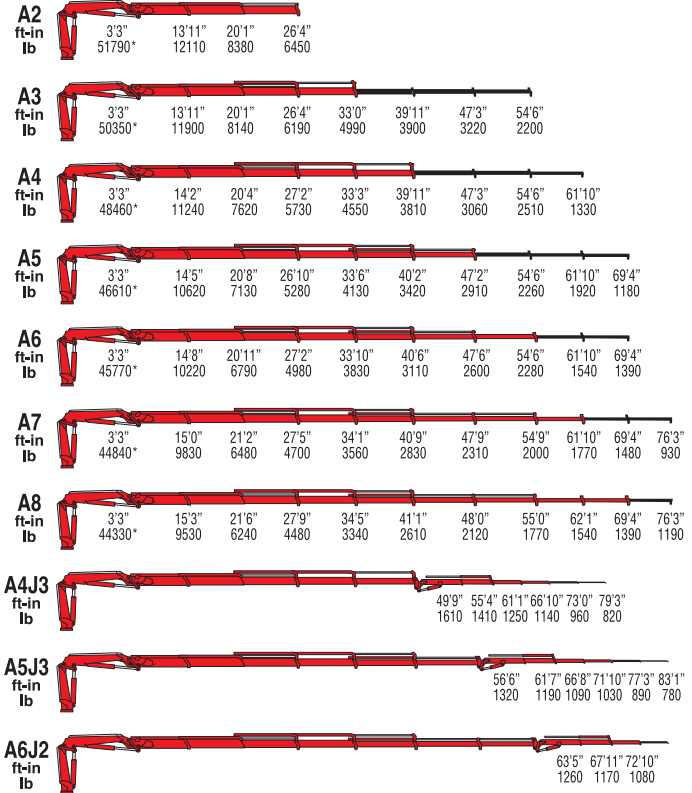 A2
ft-in 3'3” 13'11” 20'1” 26'4”
lb 51790* 12110 8380 6450
A3
ft-in 3'3” 13'11” 20'1” 26'4” 33'0” 39'11” 47'3” 54'6”
lb 50350* 11900 8140 6190 4990 3900 3220 2200
A4
ft-in 3'3” 14'2” 20'4” 27'2” 33'3” 39'11” 47'3” 54'6” 61'10”
lb 48460* 11240 7620 5730 4550 3810 3060 2510 1330
A5
ft-in 3'3” 14'5” 20'8” 26'10” 33'6” 40'2” 47'2” 54'6” 61'10” 69'4”
lb 46610* 10620 7130 5280 4130 3420 2910 2260 1920 1180
A6
ft-in 3'3” 14'8” 20'11” 27'2” 33'10” 40'6” 47'6” 54'6” 61'10” 69'4”
lb 45770* 10220 6790 4980 3830 3110 2600 2280 1540 1390
A7
ft-in 3'3” 15'0” 21'2” 27'5” 34'1” 40'9” 47'9” 54'9” 61'10” 69'4” 76'3”
lb 44840* 9830 6480 4700 3560 2830 2310 2000 1770 1480 930
A8
ft-in 3'3” 15'3” 21'6” 27'9” 34'5” 41'1” 48'0” 55'0” 62'1” 69'4” 76'3”
lb 44330* 9530 6240 4480 3340 2610 2120 1770 1540 1390 1190
A4J3
ft-in 49'9” 55'4” 61'1” 66'10” 73'0” 79'3”
lb 1610 1410 1250 1140 960 820
A5J3
ft-in 56'6” 61'7” 66'8” 71'10” 77'3” 83'1”
lb 1320 1190 1090 1030 890 780
A6J2
ft-in 63'5” 67'11” 72'10”
lb 1260 1170 1080